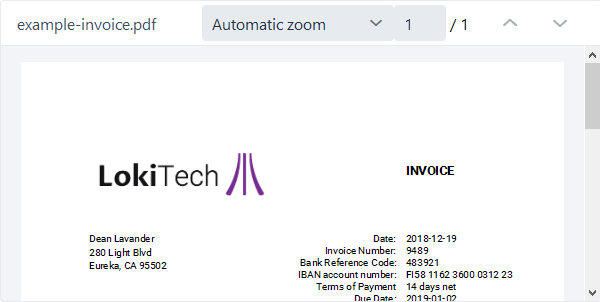 example-invoice.pdf Automatic zoom 1 / 1
LokiTech INVOICE
Dean Lavander
280 Light Blvd
Eureka, CA 95502
Date: 2018-12-19
Invoice Number: 9489
Bank Reference Code: 483921
IBAN account number: FI58 1162 3600 0312 23
Terms of Payment 14 days net
Due Date: 2019-01-02